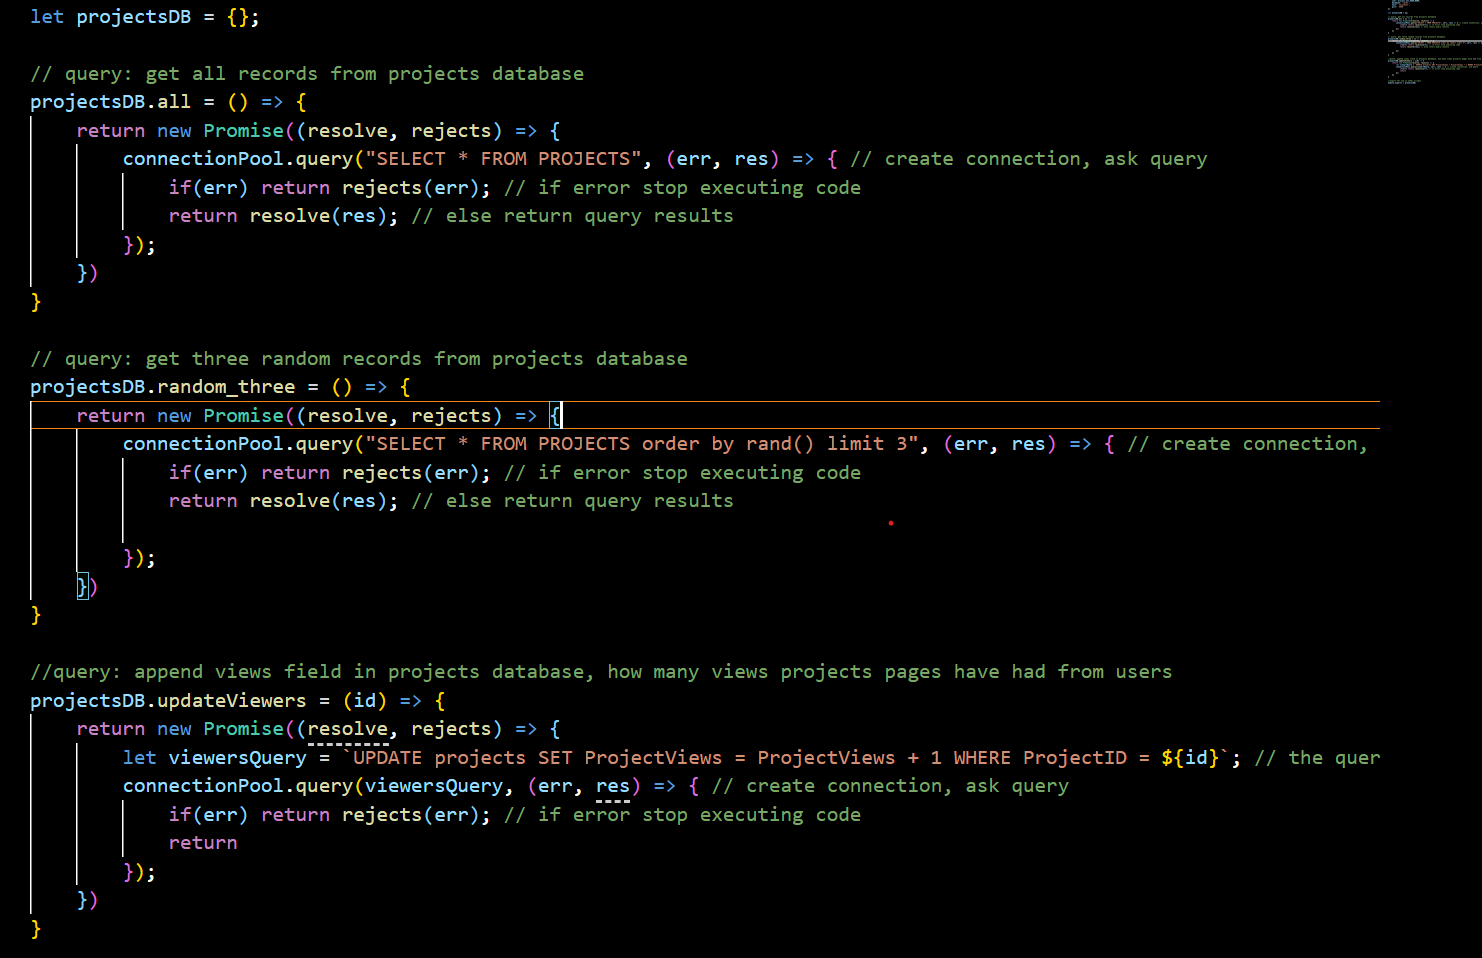 let projectsDB = {};
// query: get all records from projects database
projectsDB.all = () => {
return new Promise((resolve, rejects) => {
connectionPool.query("SELECT * FROM PROJECTS", (err, res) => { // create connection, ask query
if(err) return rejects(err); // if error stop executing code
return resolve(res); // else return query results
});
})
}
// query: get three random records from projects database
projectsDB.random_three = () => {
return new Promise((resolve, rejects) => {
connectionPool.query("SELECT * FROM PROJECTS order by rand() limit 3", (err, res) => { // create connection,
if(err) return rejects(err); // if error stop executing code
return resolve(res); // else return query results
});
})
}
//query: append views field in projects database, how many views projects pages have had from users
projectsDB.updateViewers = (id) => {
return new Promise((resolve, rejects) => {
let viewersQuery = `UPDATE projects SET ProjectViews = ProjectViews + 1 WHERE ProjectID = ${id}`; // the quer
connectionPool.query(viewersQuery, (err, res) => { // create connection, ask query
if(err) return rejects(err); // if error stop executing code
return
});
})
}